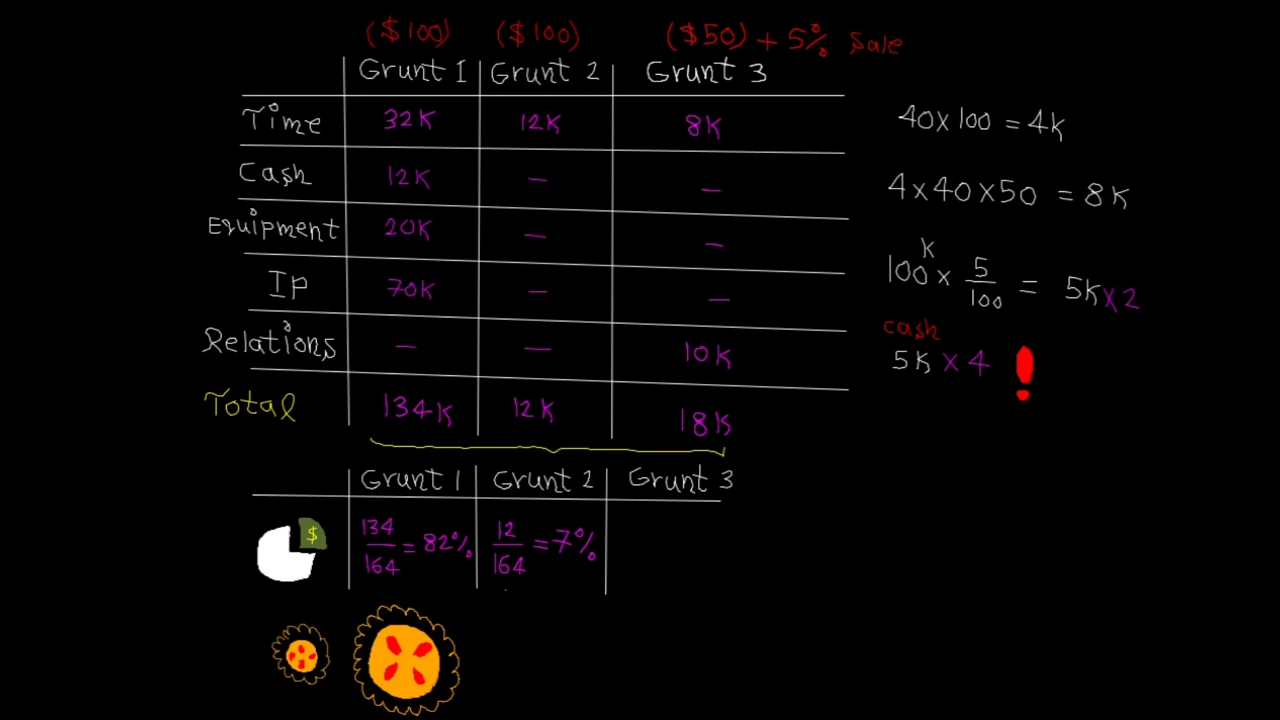 ($100) ($100) ($50) + 5% Sale
Grunt 1 Grunt 2 Grunt 3
Time 32K 12K 8K
Cash 12K — —
Equipment 20K — —
Ip 70K — —
Relations — — 10K
Total 134K 12K 18K
40x100 = 4K
4x40x50 = 8K
100K x 5/100 = 5Kx2
cash
5K x 4 !
Grunt 1 Grunt 2 Grunt 3
$ 134/164 = 82% 12/164 = 7%